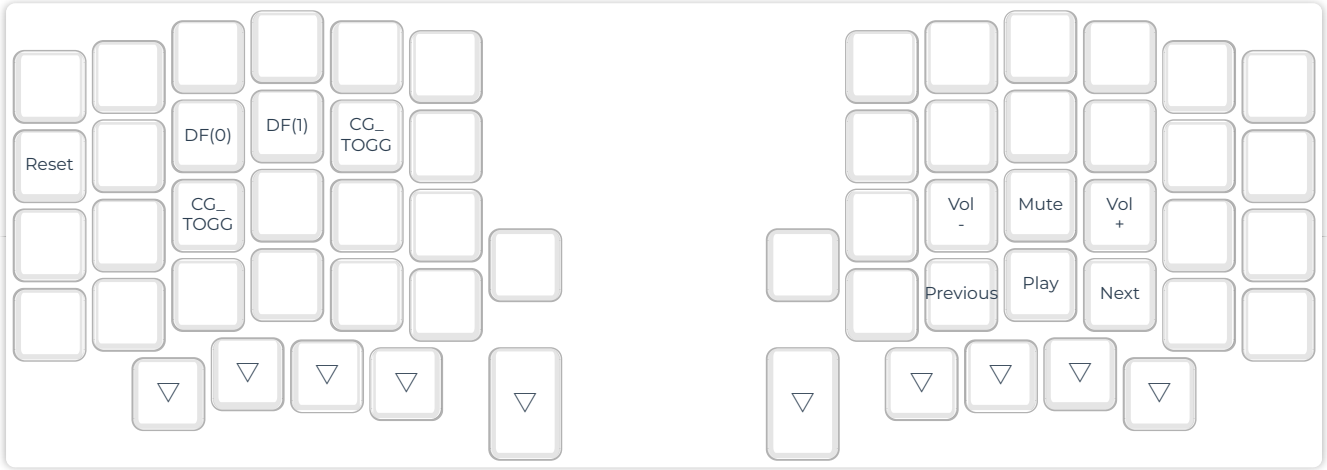 DF(1)
DF(0)
CG_
TOGG
Reset
CG_
TOGG
Vol
-
Mute
Vol
+
Previous
Play
Next